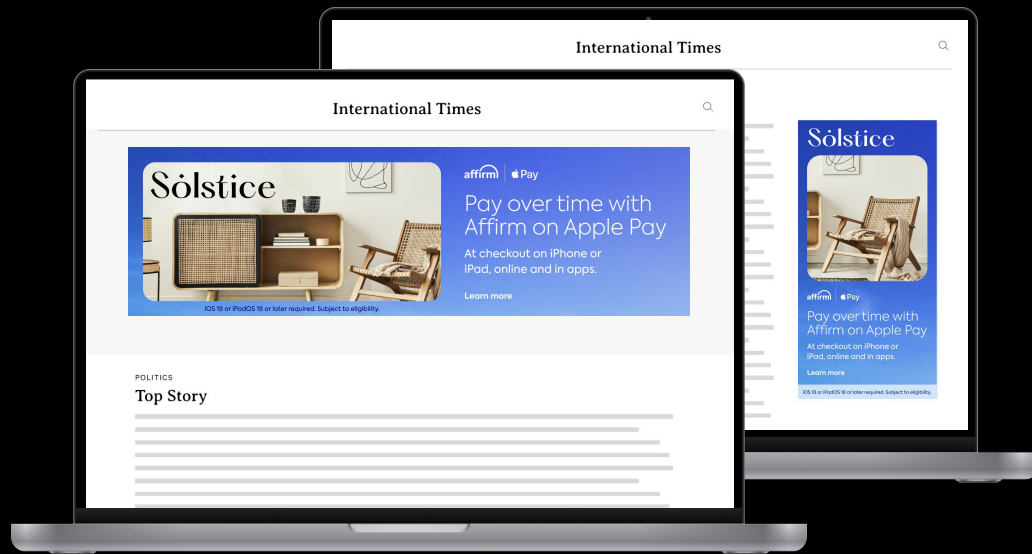 International Times
Sòlstice
affirm | Pay
Pay over time with
Affirm on Apple Pay
At checkout on iPhone or
iPad, online and in apps.
Learn more
iOS 18 or iPadOS 18 or later required. Subject to eligibility.
POLITICS
Top Story
International Times
Sòlstice
affirm | Pay
Pay over time with
Affirm on Apple Pay
At checkout on iPhone or
iPad, online and in apps.
Learn more
iOS 18 or iPadOS 18 or later required. Subject to eligibility.